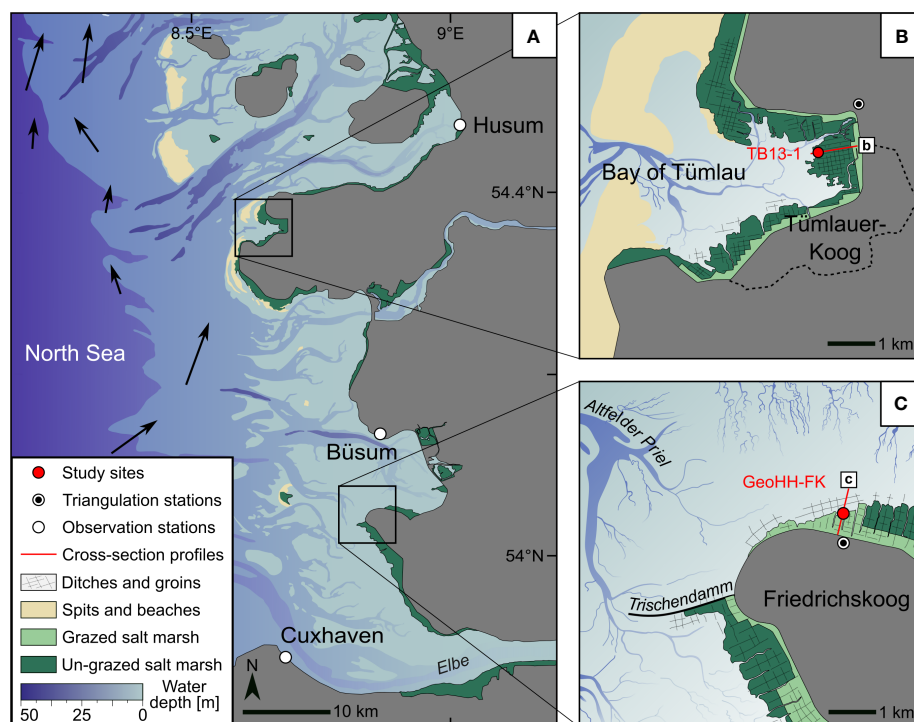 8.5°E
9°E
A
Husum
54.4°N
North Sea
Büsum
54°N
Cuxhaven
Elbe
N
10 km
Study sites
Triangulation stations
Observation stations
Cross-section profiles
Ditches and groins
Spits and beaches
Grazed salt marsh
Un-grazed salt marsh
Water
depth [m]
50 25 0
B
TB13-1
b
Bay of Tümlau
Tümlauer-
Koog
1 km
C
Altfelder Priel
GeoHH-FK
c
Trischendamm
Friedrichskoog
1 km